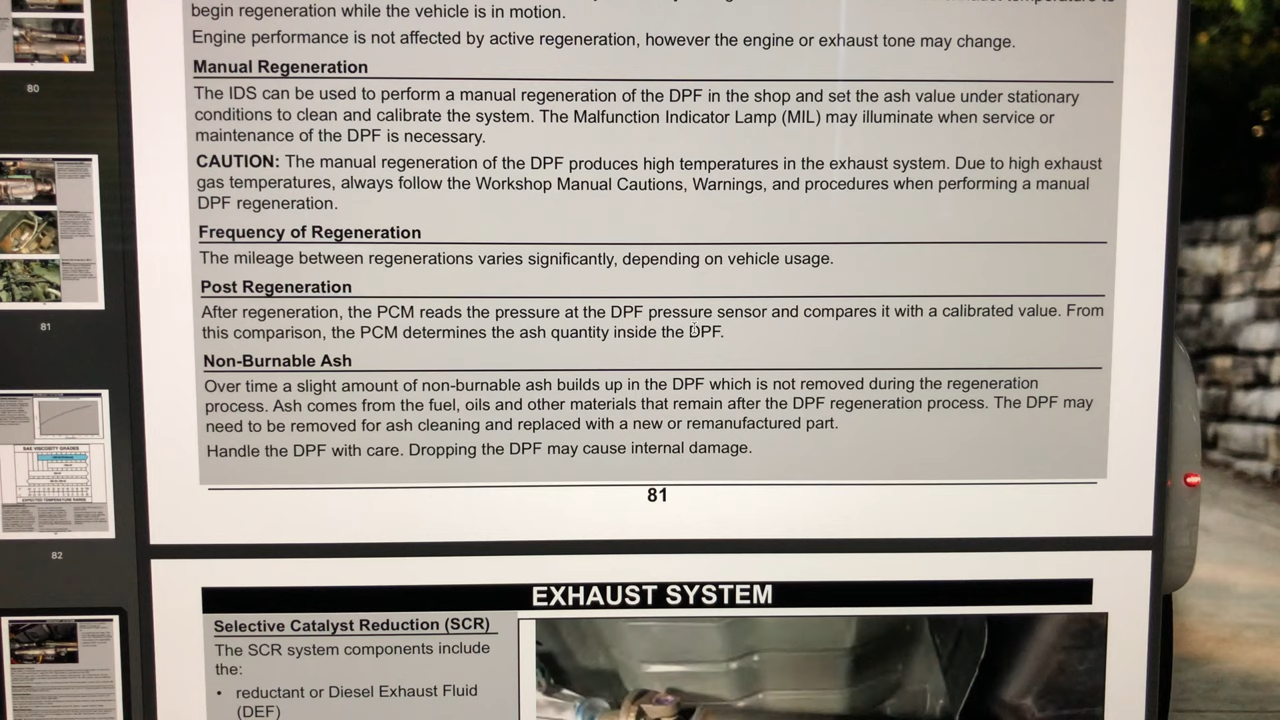 begin regeneration while the vehicle is in motion.
Engine performance is not affected by active regeneration, however the engine or exhaust tone may change.
Manual Regeneration
The IDS can be used to perform a manual regeneration of the DPF in the shop and set the ash value under stationary
conditions to clean and calibrate the system. The Malfunction Indicator Lamp (MIL) may illuminate when service or
maintenance of the DPF is necessary.
CAUTION: The manual regeneration of the DPF produces high temperatures in the exhaust system. Due to high exhaust
gas temperatures, always follow the Workshop Manual Cautions, Warnings, and procedures when performing a manual
DPF regeneration.
Frequency of Regeneration
The mileage between regenerations varies significantly, depending on vehicle usage.
Post Regeneration
After regeneration, the PCM reads the pressure at the DPF pressure sensor and compares it with a calibrated value. From
this comparison, the PCM determines the ash quantity inside the DPF.
Non-Burnable Ash
Over time a slight amount of non-burnable ash builds up in the DPF which is not removed during the regeneration
process. Ash comes from the fuel, oils and other materials that remain after the DPF regeneration process. The DPF may
need to be removed for ash cleaning and replaced with a new or remanufactured part.
Handle the DPF with care. Dropping the DPF may cause internal damage.
81
EXHAUST SYSTEM
Selective Catalyst Reduction (SCR)
The SCR system components include
the:
• reductant or Diesel Exhaust Fluid
(DEF)
80
81
SAE VISCOSITY GRADES
EXPECTED TEMPERATURE RANGE
82